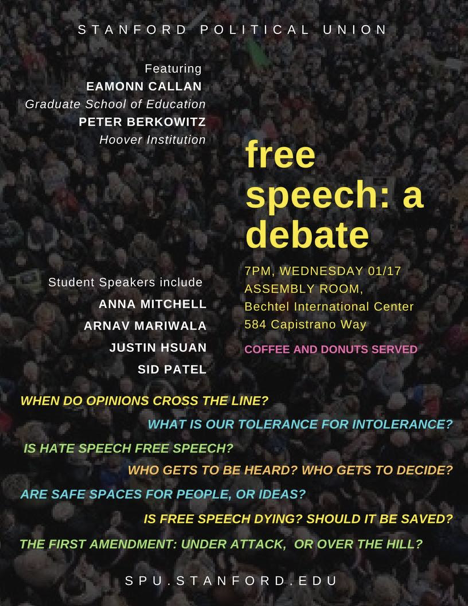 STANFORD POLITICAL UNION
Featuring
EAMONN CALLAN
Graduate School of Education
PETER BERKOWITZ
Hoover Institution
free
speech: a
debate
7PM, WEDNESDAY 01/17
ASSEMBLY ROOM,
Bechtel International Center
584 Capistrano Way
COFFEE AND DONUTS SERVED
Student Speakers include
ANNA MITCHELL
ARNAV MARIWALA
JUSTIN HSUAN
SID PATEL
WHEN DO OPINIONS CROSS THE LINE?
WHAT IS OUR TOLERANCE FOR INTOLERANCE?
IS HATE SPEECH FREE SPEECH?
WHO GETS TO BE HEARD? WHO GETS TO DECIDE?
ARE SAFE SPACES FOR PEOPLE, OR IDEAS?
IS FREE SPEECH DYING? SHOULD IT BE SAVED?
THE FIRST AMENDMENT: UNDER ATTACK, OR OVER THE HILL?
SPU.STANFORD.EDU